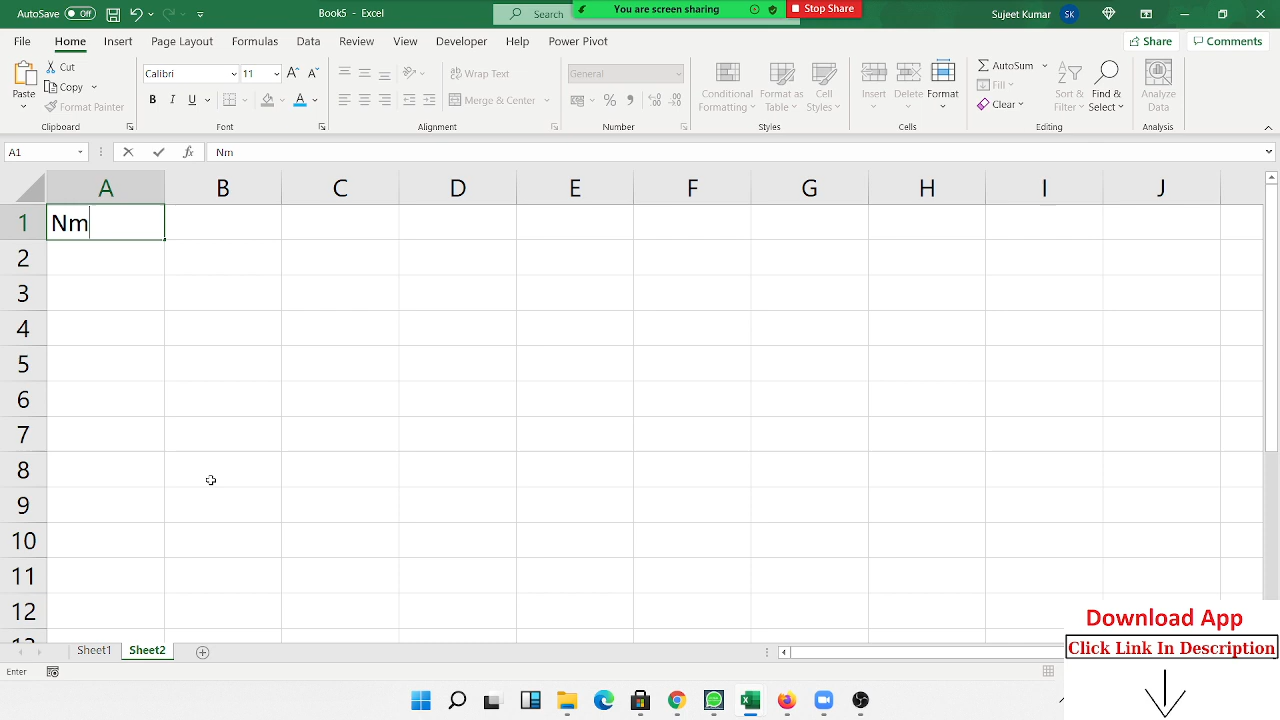 AutoSave Off Book5 - Excel Search You are screen sharing Stop Share Sujeet Kumar SK
File Home Insert Page Layout Formulas Data Review View Developer Help Power Pivot Share Comments
Paste Cut Copy Format Painter Clipboard
Calibri 11 B I U Font
Wrap Text Merge & Center Alignment
General % Number
Conditional Formatting Format as Table Cell Styles Styles
Insert Delete Format Cells
AutoSum Fill Clear Sort & Filter Find & Select Editing
Analyze Data Analysis
A1 fx Nm
A B C D E F G H I J
1 Nm
2
3
4
5
6
7
8
9
10
11
12
13
Download App
Click Link In Description
Sheet1 Sheet2
Enter